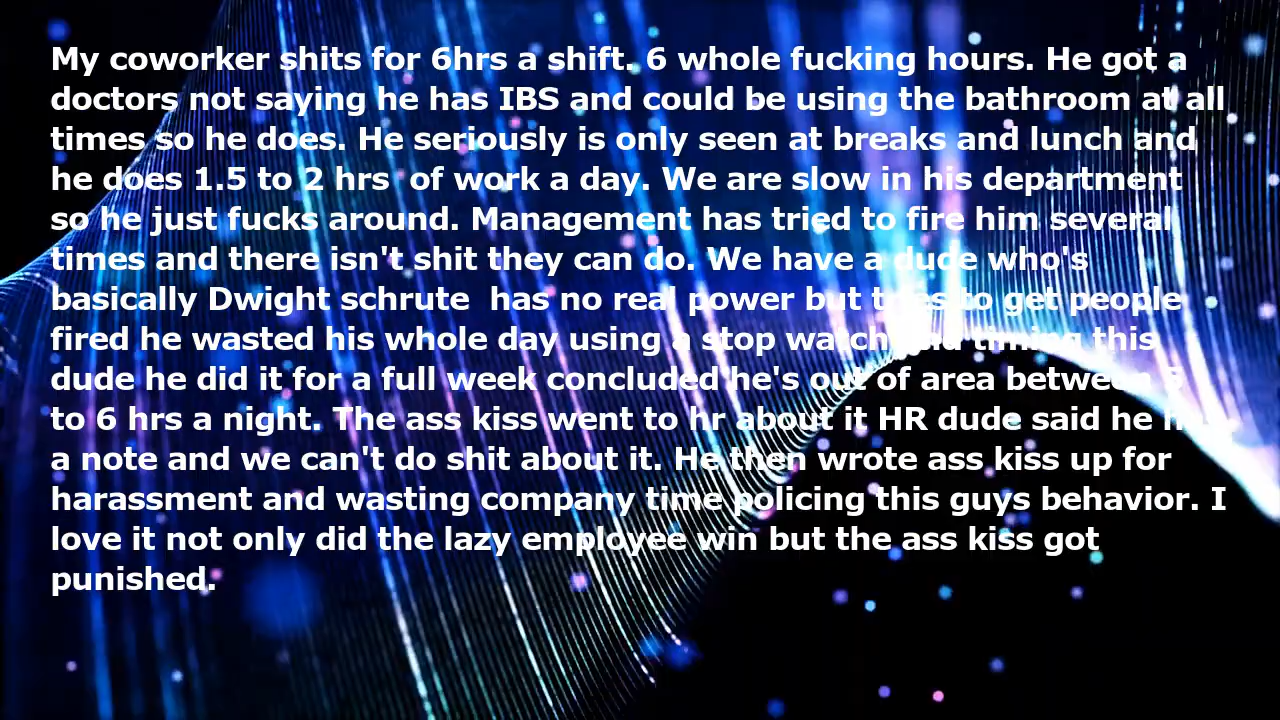 My coworker shits for 6hrs a shift. 6 whole fucking hours. He got a
doctors not saying he has IBS and could be using the bathroom at all
times so he does. He seriously is only seen at breaks and lunch and
he does 1.5 to 2 hrs  of work a day. We are slow in his department
so he just fucks around. Management has tried to fire him several
times and there isn't shit they can do. We have a dude who's
basically Dwight schrute  has no real power but tries to get people
fired he wasted his whole day using a stop watch and timing this
dude he did it for a full week concluded he's out of area between 5
to 6 hrs a night. The ass kiss went to hr about it HR dude said he
a note and we can't do shit about it. He then wrote ass kiss up for
harassment and wasting company time policing this guys behavior. I
love it not only did the lazy employee win but the ass kiss got
punished.